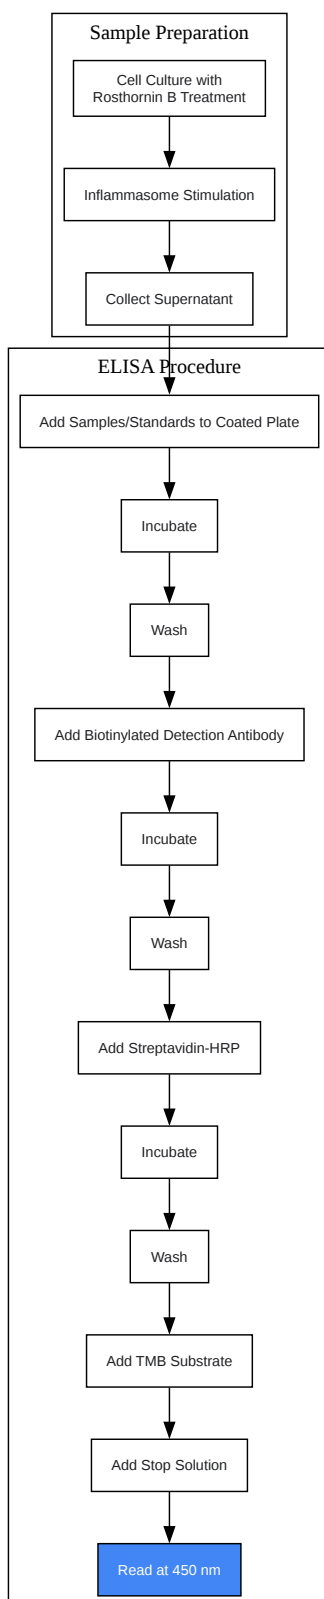 Sample Preparation
Cell Culture with
Rosthornin B Treatment
Inflammasome Stimulation
Collect Supernatant
ELISA Procedure
Add Samples/Standards to Coated Plate
Incubate
Wash
Add Biotinylated Detection Antibody
Incubate
Wash
Add Streptavidin-HRP
Incubate
Wash
Add TMB Substrate
Add Stop Solution
Read at 450 nm